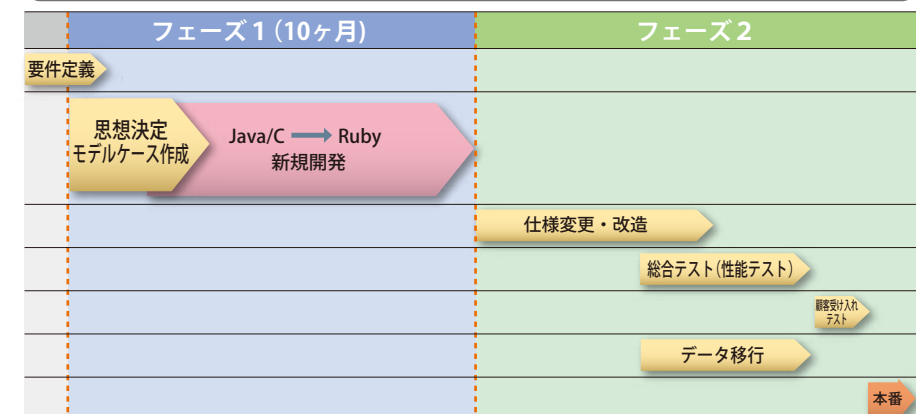 フェーズ1(10ヶ月)
フェーズ2
要件定義
思想決定
モデルケース作成
Java/C → Ruby
新規開発
仕様変更・改造
総合テスト(性能テスト)
顧客受け入れ
テスト
データ移行
本番